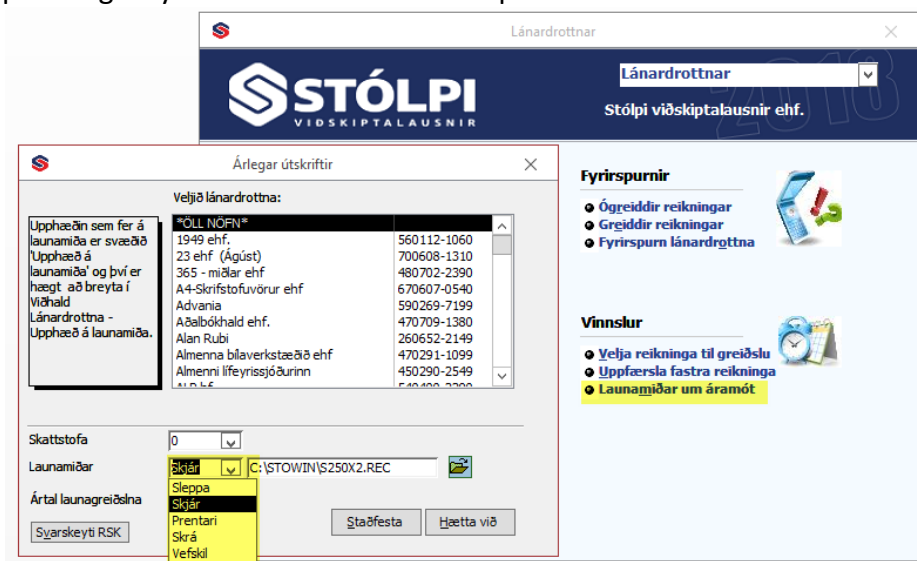 Lánardrottnar
STÓLPI
VIÐSKIPTALAUSNIR
Lánardrottnar
2018
Stólpi viðskiptalausnir ehf.
Árlegar útskriftir
Veljið lánardrottna:
Upphæðin sem fer á
launamiða er svæðið
'Upphæð á
launamiða' og því er
hægt að breyta í
Viðhald
Lánardrottna -
Upphæð á launamiða.
*ÖLL NÖFN*
1949 ehf. 560112-1060
23 ehf (Ágúst) 700608-1310
365 - miðlar ehf 480702-2390
A4-Skrifstofuvörur ehf 670607-0540
Advania 590269-7199
Aðalbókhald ehf. 470709-1380
Alan Rubi 260652-2149
Almenna bílaverkstæðið ehf 470291-1099
Almenni lífeyrissjóðurinn 450290-2549
Skattstofa 0
Launamiðar Skjár C:\STOWIN\S250X2.REC
Sleppa
Skjár
Prentari
Skrá
Vefskil
Ártal launagreiðslna
Svarskeyti RSK
Staðfesta
Hætta við
Fyrirspurnir
Ógreiddir reikningar
Greiddir reikningar
Fyrirspurn lánardrottna
Vinnslur
Velja reikninga til greiðslu
Uppfærsla fastra reikninga
Launamiðar um áramót